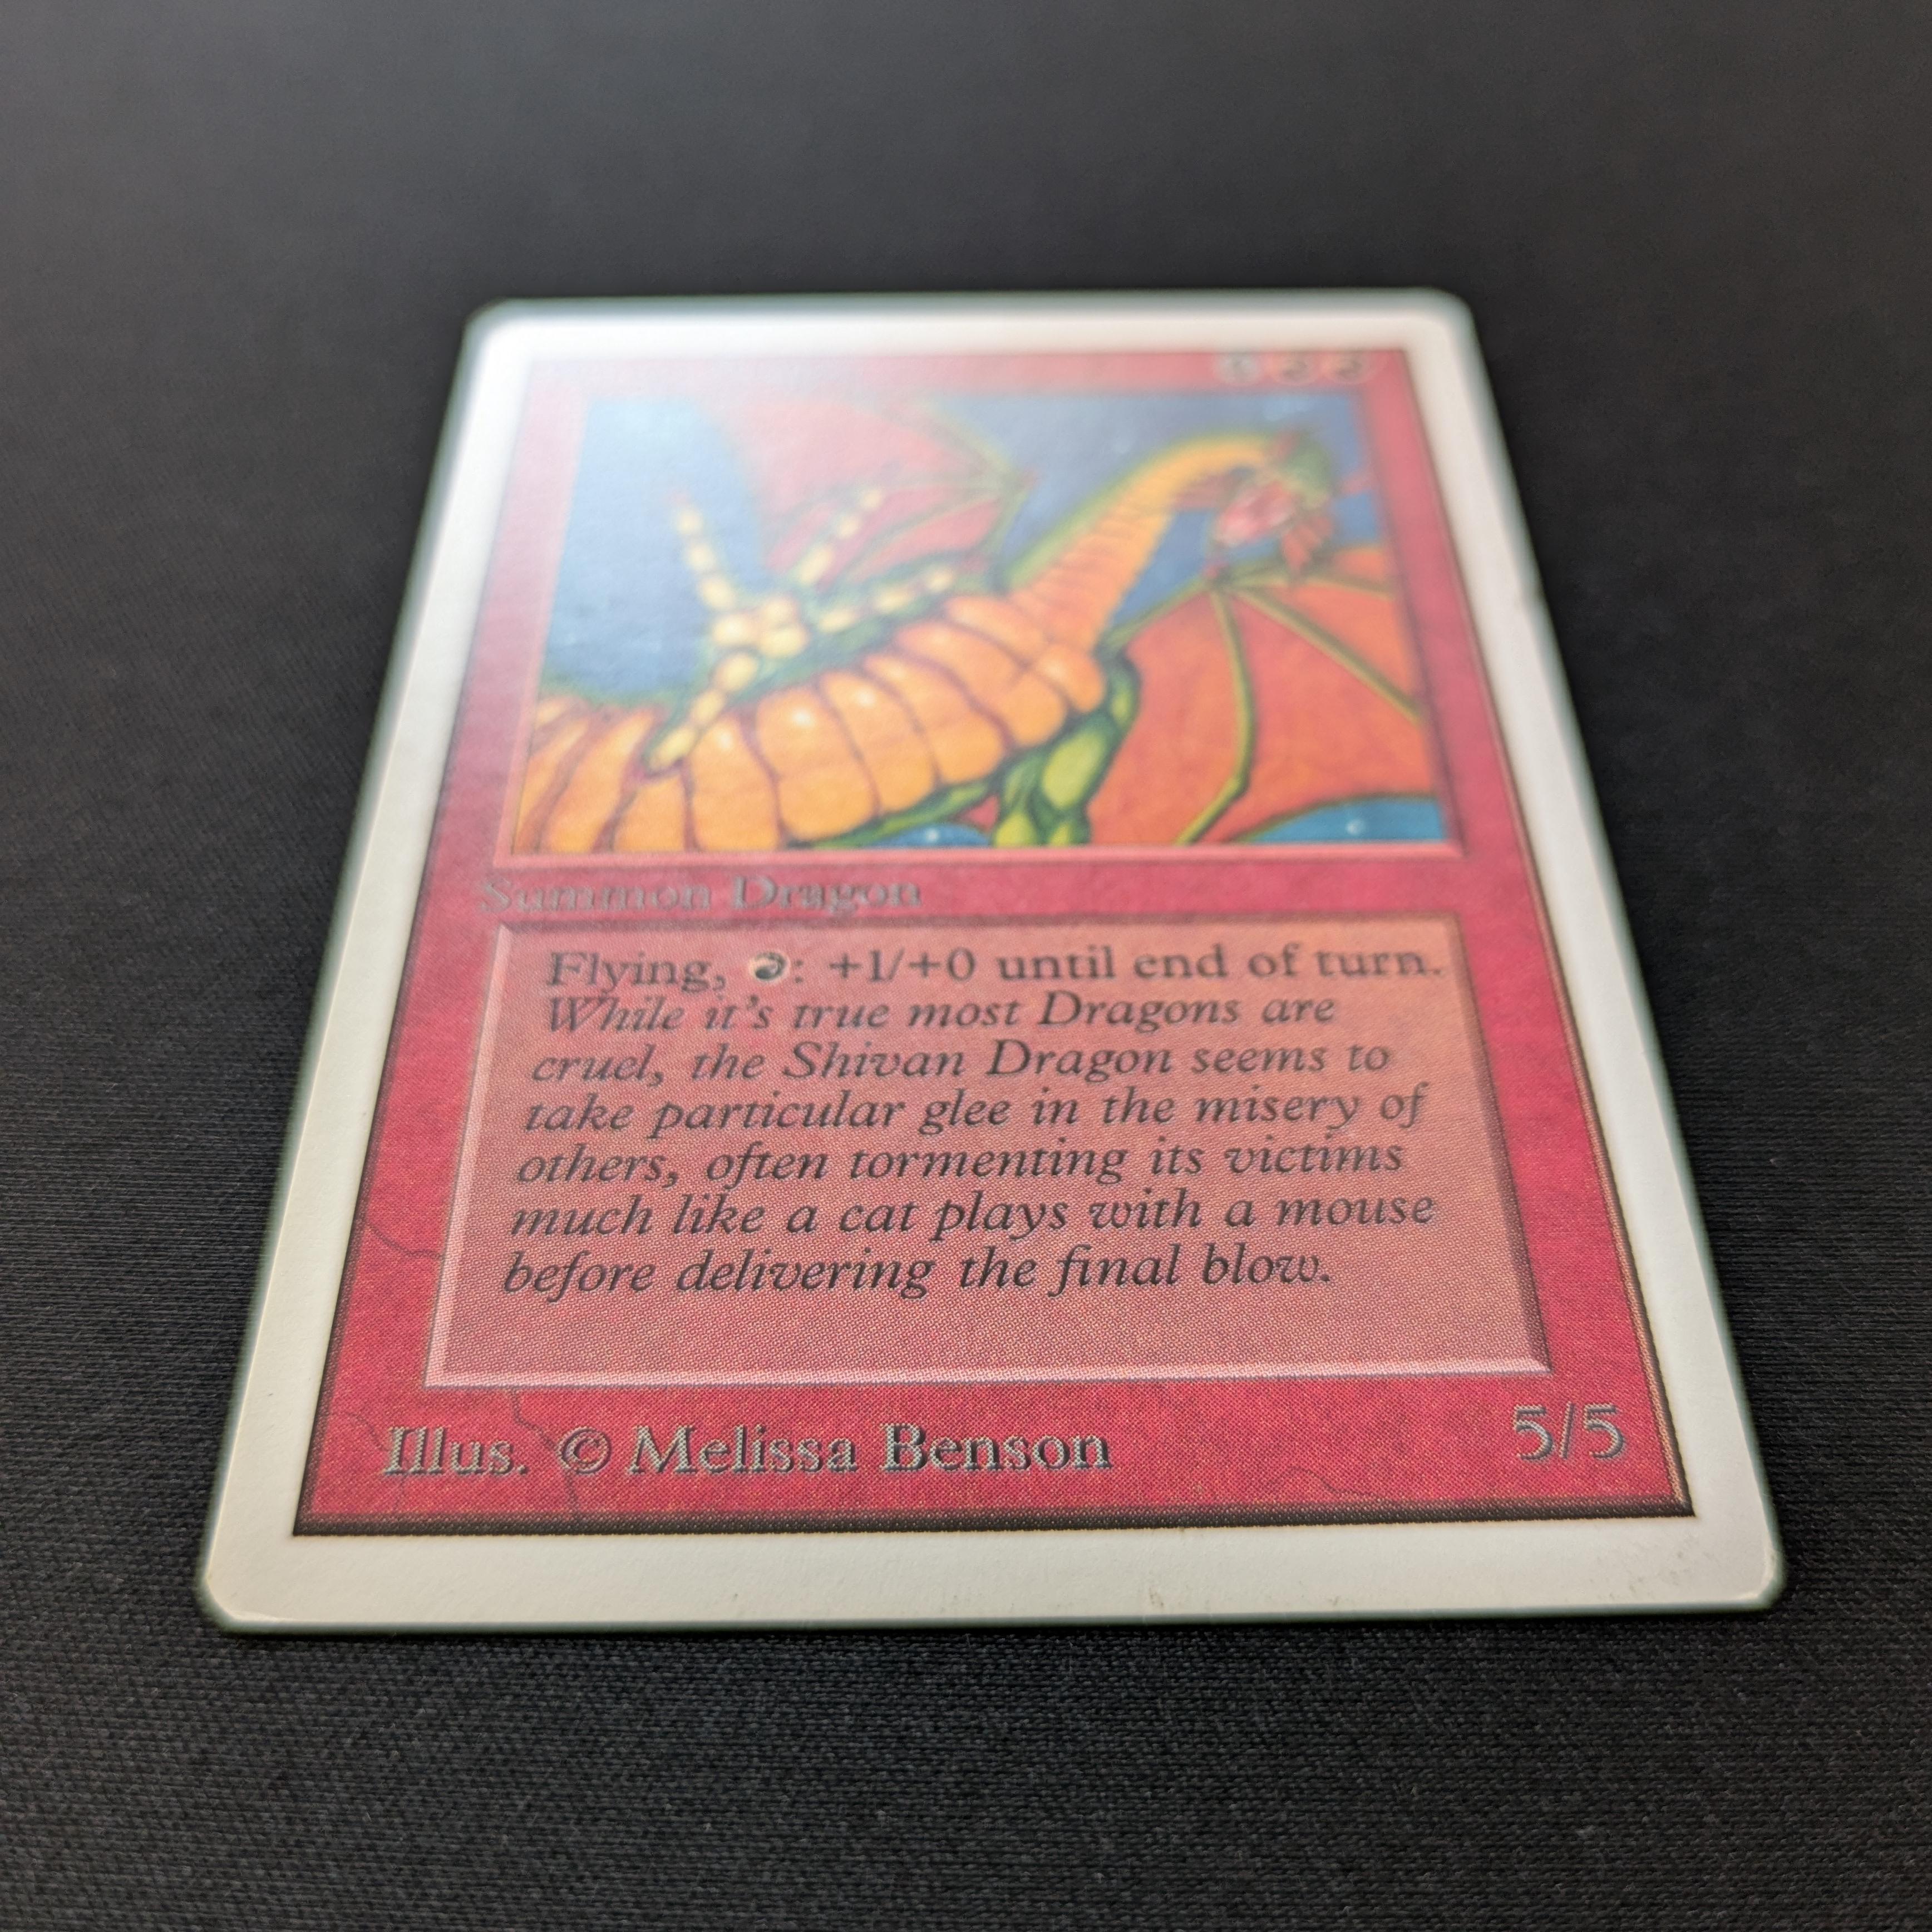 Summon Dragon
Flying, : +1/+0 until end of turn.
While it's true most Dragons are
cruel, the Shivan Dragon seems to
take particular glee in the misery of
others, often tormenting its victims
much like a cat plays with a mouse
before delivering the final blow.
Illus. © Melissa Benson
5/5